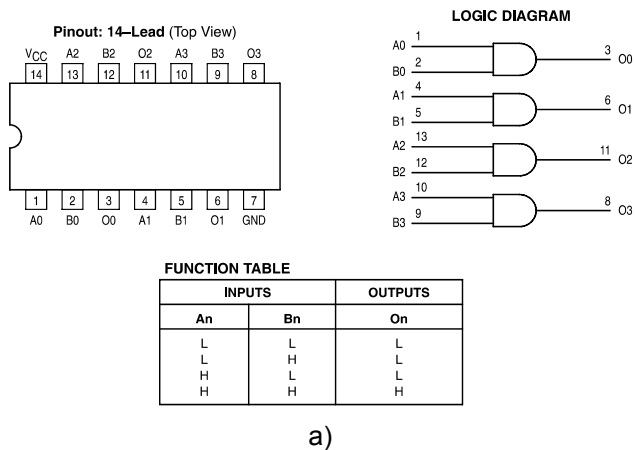 Pinout: 14–Lead (Top View)
VCC A2 B2 O2 A3 B3 O3
14 13 12 11 10 9 8
1 2 3 4 5 6 7
A0 B0 O0 A1 B1 O1 GND
LOGIC DIAGRAM
A0 1
B0 2
3 O0
A1 4
B1 5
6 O1
A2 13
B2 12
11 O2
A3 10
B3 9
8 O3
FUNCTION TABLE
INPUTS OUTPUTS
An Bn On
L L L
L H L
H L L
H H H
a)